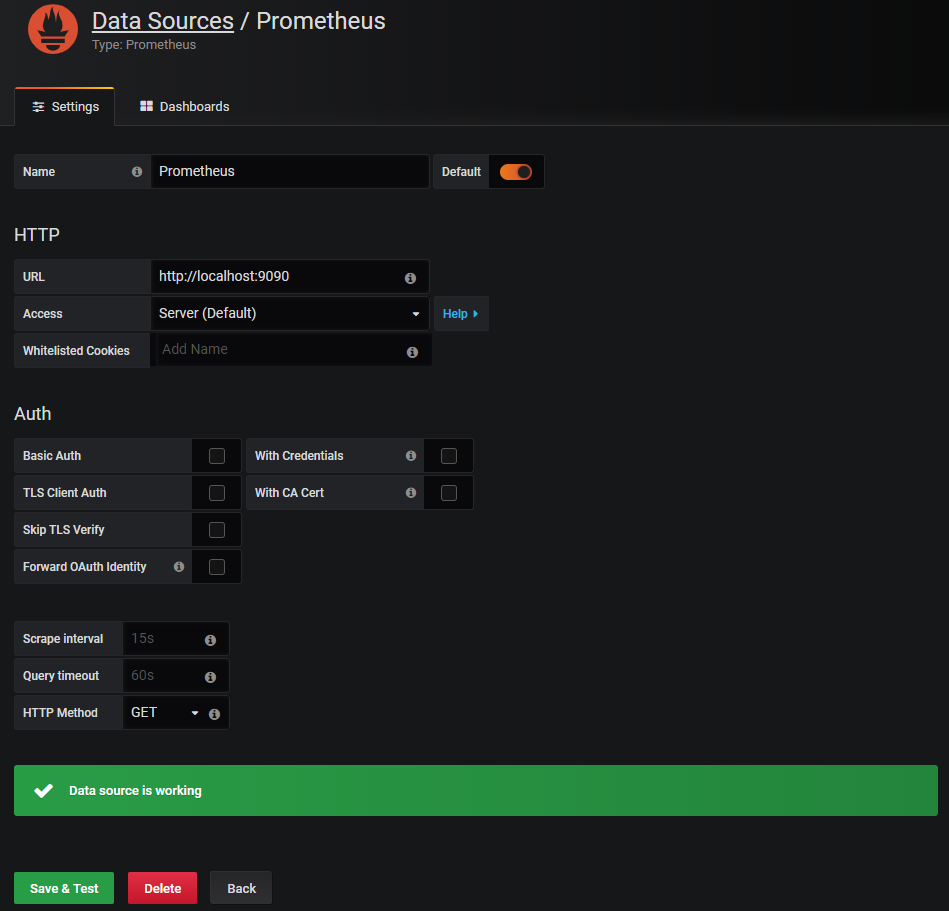 Data Sources / Prometheus
Type: Prometheus
Settings
Dashboards
Name
Prometheus
Default
HTTP
URL
http://localhost:9090
Access
Server (Default)
Help
Whitelisted Cookies
Add Name
Auth
Basic Auth
With Credentials
TLS Client Auth
With CA Cert
Skip TLS Verify
Forward OAuth Identity
Scrape interval
15s
Query timeout
60s
HTTP Method
GET
Data source is working
Save & Test
Delete
Back